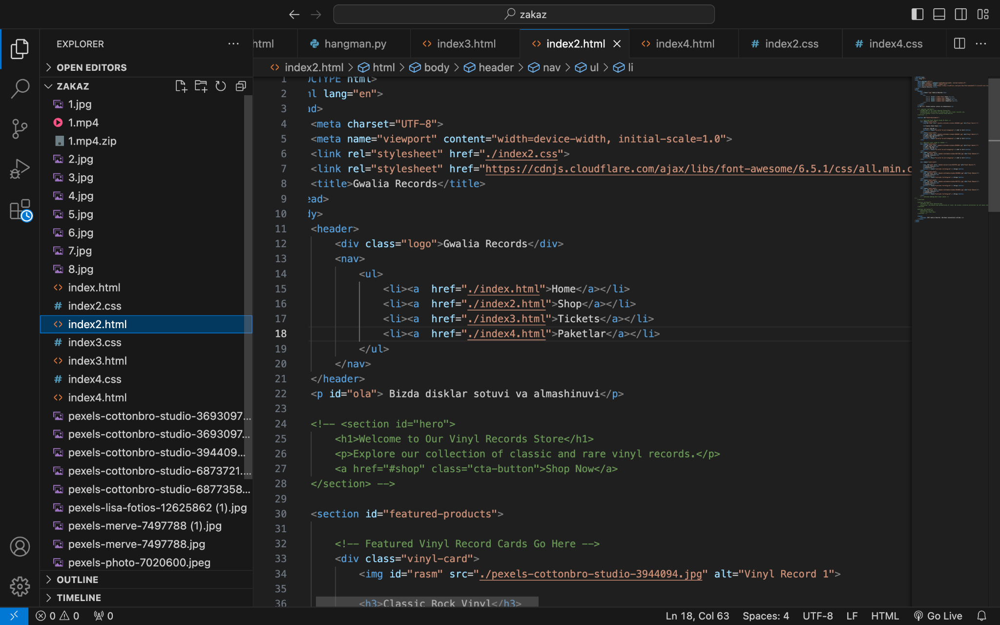 zakaz
EXPLORER
html
hangman.py
index3.html
index2.html
index4.html
index2.css
index4.css
OPEN EDITORS
index2.html > html > body > header > nav > ul > li
ZAKAZ
1.jpg
1.mp4
1.mp4.zip
2.jpg
3.jpg
4.jpg
5.jpg
6.jpg
7.jpg
8.jpg
index.html
index2.css
index2.html
index3.css
index3.html
index4.css
index4.html
pexels-cottonbro-studio-3693097...
pexels-cottonbro-studio-3693097...
pexels-cottonbro-studio-394409...
pexels-cottonbro-studio-6873721....
pexels-cottonbro-studio-6877358...
pexels-lisa-fotios-12625862 (1).jpg
pexels-merve-7497788 (1).jpg
pexels-merve-7497788.jpg
pexels-photo-7020600.jpeg
OUTLINE
TIMELINE
1 OCTYPE html>
2 ml lang="en">
3 ad>
4 <meta charset="UTF-8">
5 <meta name="viewport" content="width=device-width, initial-scale=1.0">
6 <link rel="stylesheet" href="./index2.css">
7 <link rel="stylesheet" href="https://cdnjs.cloudflare.com/ajax/libs/font-awesome/6.5.1/css/all.min.c
8 <title>Gwalia Records</title>
9 ead>
10 dy>
11 <header>
12 <div class="logo">Gwalia Records</div>
13 <nav>
14 <ul>
15 <li><a  href="./index.html">Home</a></li>
16 <li><a  href="./index2.html">Shop</a></li>
17 <li><a  href="./index3.html">Tickets</a></li>
18 <li><a  href="./index4.html">Paketlar</a></li>
19 </ul>
20 </nav>
21 </header>
22 <p id="ola"> Bizda disklar sotuvi va almashinuvi</p>
23
24 <!-- <section id="hero">
25 <h1>Welcome to Our Vinyl Records Store</h1>
26 <p>Explore our collection of classic and rare vinyl records.</p>
27 <a href="#shop" class="cta-button">Shop Now</a>
28 </section> -->
29
30 <section id="featured-products">
31
32 <!-- Featured Vinyl Record Cards Go Here -->
33 <div class="vinyl-card">
34 <img id="rasm" src="./pexels-cottonbro-studio-3944094.jpg" alt="Vinyl Record 1">
35
36 <h3>Classic Rock Vinyl</h3>
0 0 0
Ln 18, Col 63
Spaces: 4
UTF-8
LF
HTML
Go Live